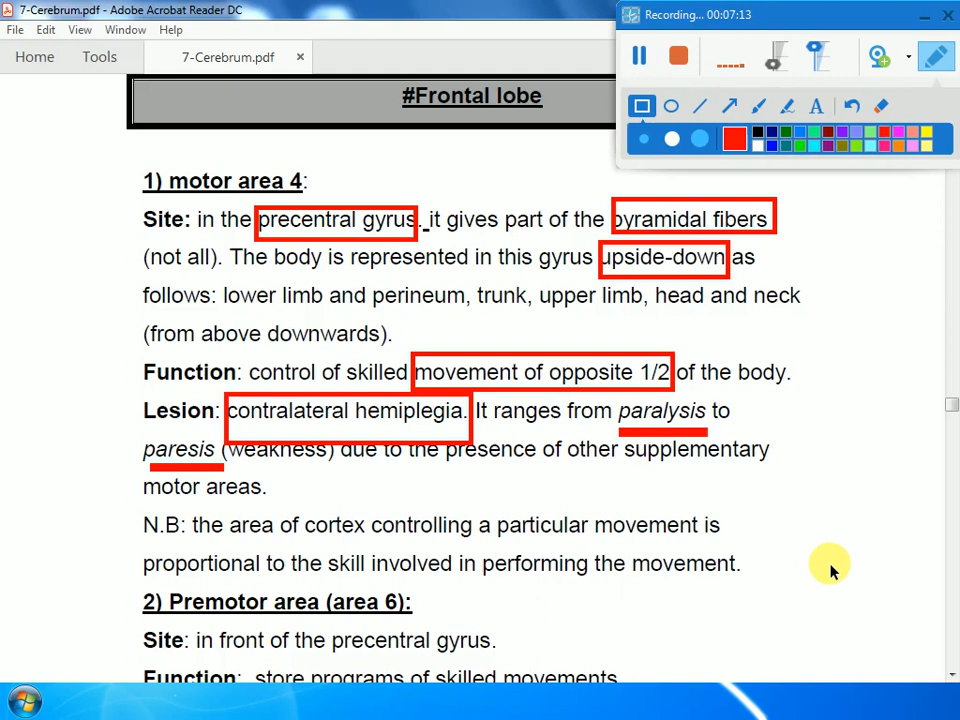 7-Cerebrum.pdf - Adobe Acrobat Reader DC
File Edit View Window Help
Home Tools 7-Cerebrum.pdf ×
Recording... 00:07:13
A
#Frontal lobe
1) motor area 4:
Site: in the precentral gyrus. it gives part of the pyramidal fibers
(not all). The body is represented in this gyrus upside-down as
follows: lower limb and perineum, trunk, upper limb, head and neck
(from above downwards).
Function: control of skilled movement of opposite 1/2 of the body.
Lesion: contralateral hemiplegia. It ranges from paralysis to
paresis (weakness) due to the presence of other supplementary
motor areas.
N.B: the area of cortex controlling a particular movement is
proportional to the skill involved in performing the movement.
2) Premotor area (area 6):
Site: in front of the precentral gyrus.
Function: store programs of skilled movements.